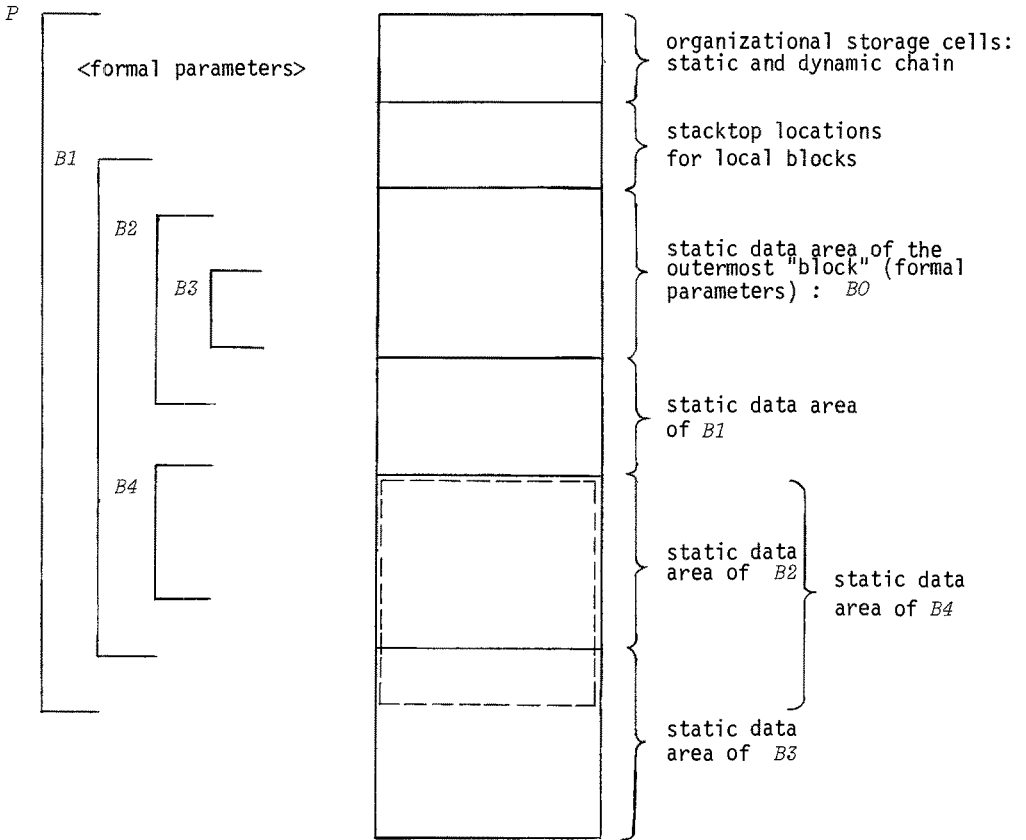 P
<formal parameters>
B1
B2
B3
B4
organizational storage cells:
static and dynamic chain
stacktop locations
for local blocks
static data area of the
outermost "block" (formal
parameters) : B0
static data area
of B1
static data
area of B2
static data
area of B4
static data
area of B3